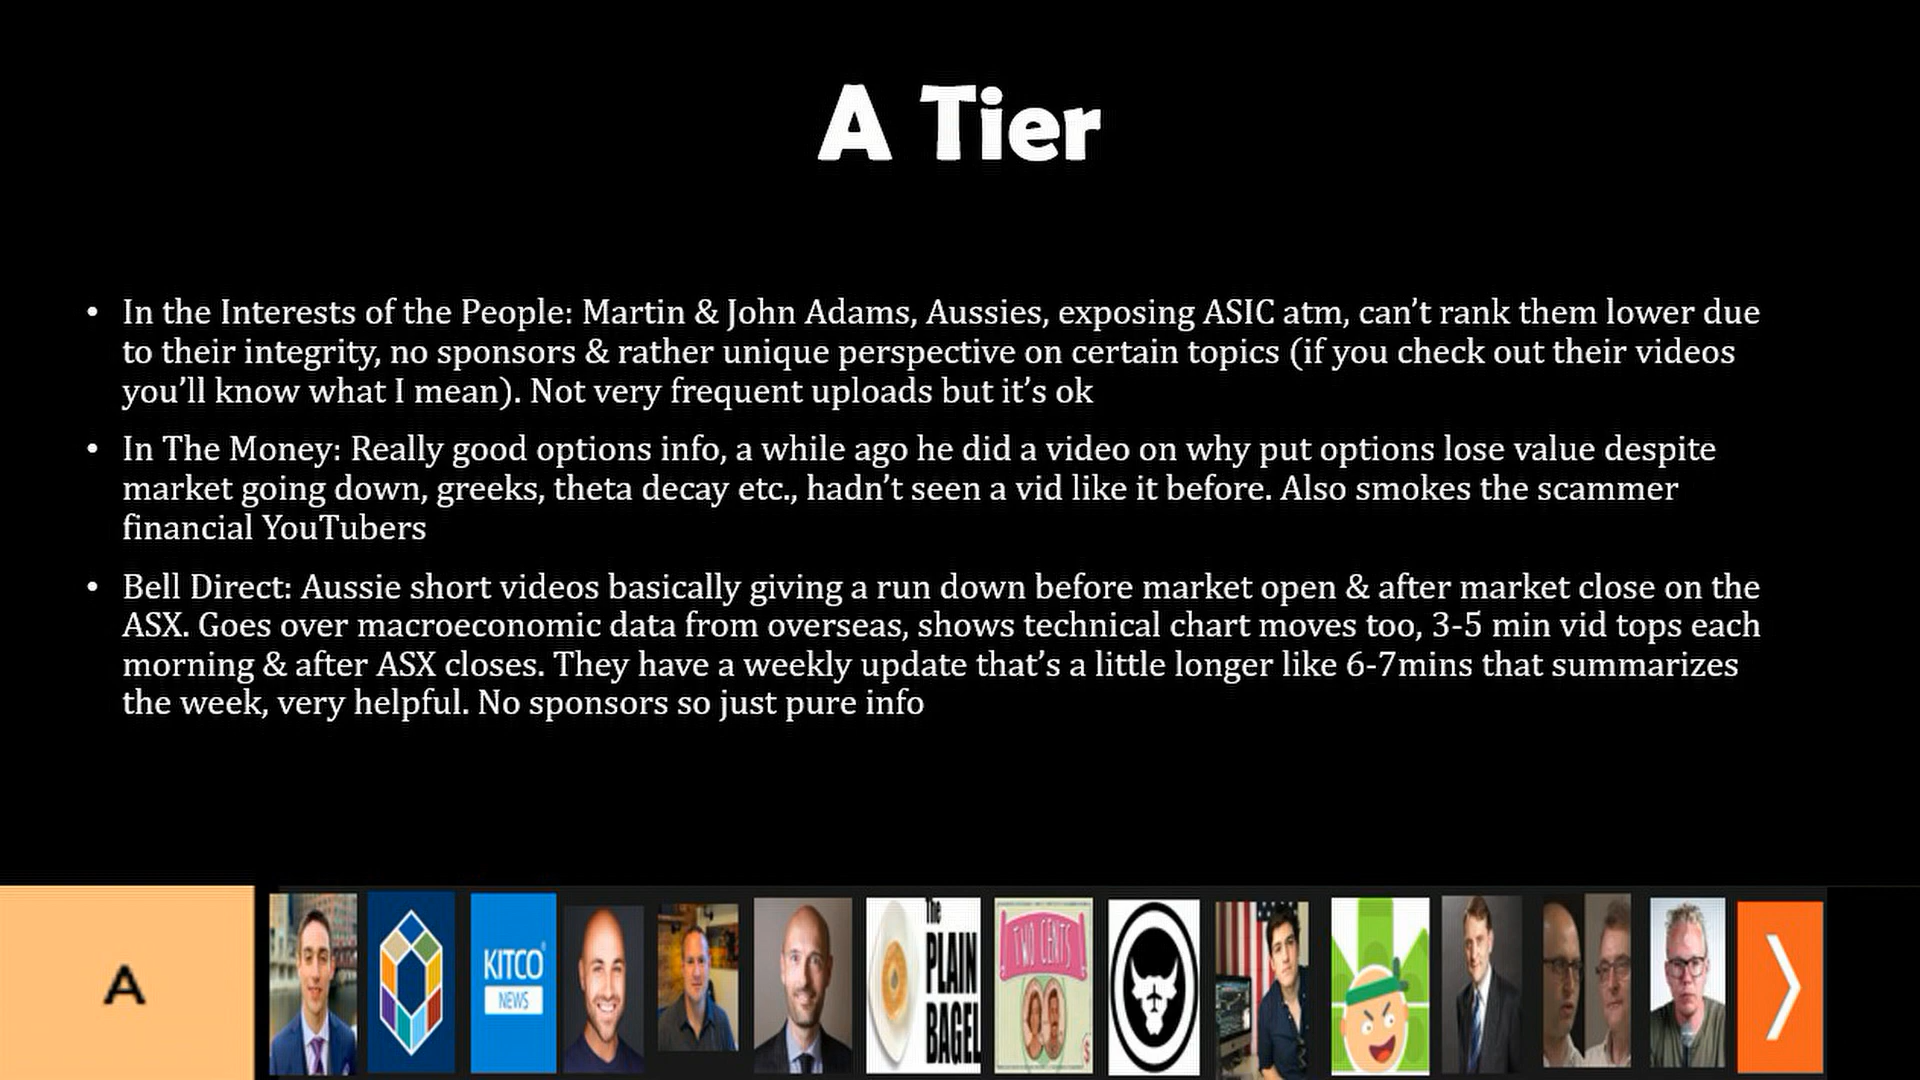 A Tier
• In the Interests of the People: Martin & John Adams, Aussies, exposing ASIC atm, can’t rank them lower due
to their integrity, no sponsors & rather unique perspective on certain topics (if you check out their videos
you’ll know what I mean). Not very frequent uploads but it’s ok
• In The Money: Really good options info, a while ago he did a video on why put options lose value despite
market going down, greeks, theta decay etc., hadn’t seen a vid like it before. Also smokes the scammer
financial YouTubers
• Bell Direct: Aussie short videos basically giving a run down before market open & after market close on the
ASX. Goes over macroeconomic data from overseas, shows technical chart moves too, 3-5 min vid tops each
morning & after ASX closes. They have a weekly update that’s a little longer like 6-7mins that summarizes
the week, very helpful. No sponsors so just pure info
A
KITCO
NEWS
The
PLAIN
BAGEL
TWO CENTS
$